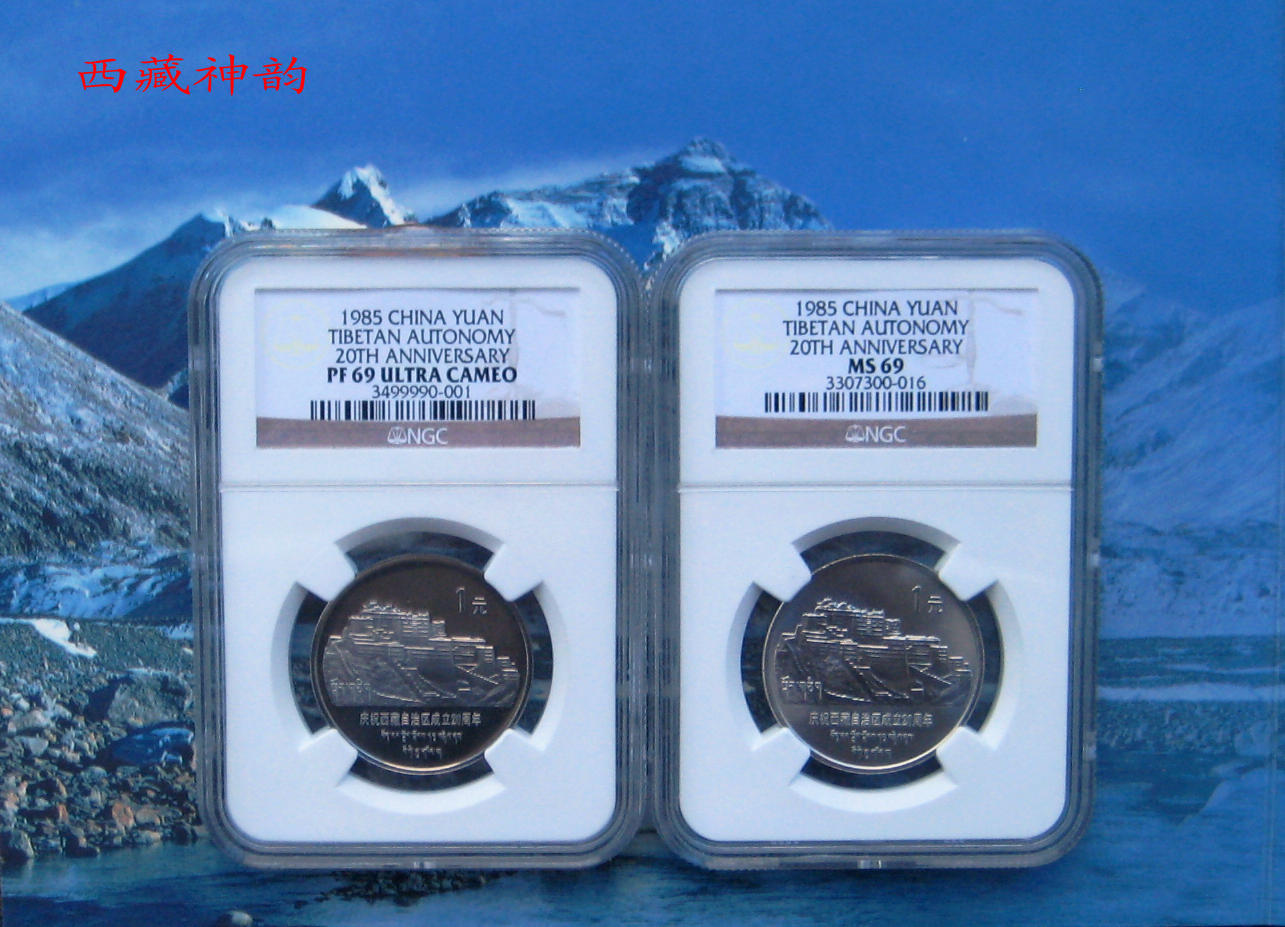 西藏神韵
1985 CHINA YUAN
TIBETAN AUTONOMY
20TH ANNIVERSARY
PF 69 ULTRA CAMEO
3499990-001
NGC
1元
庆祝西藏自治区成立20周年
1985 CHINA YUAN
TIBETAN AUTONOMY
20TH ANNIVERSARY
MS 69
3307300-016
NGC
1元
庆祝西藏自治区成立20周年